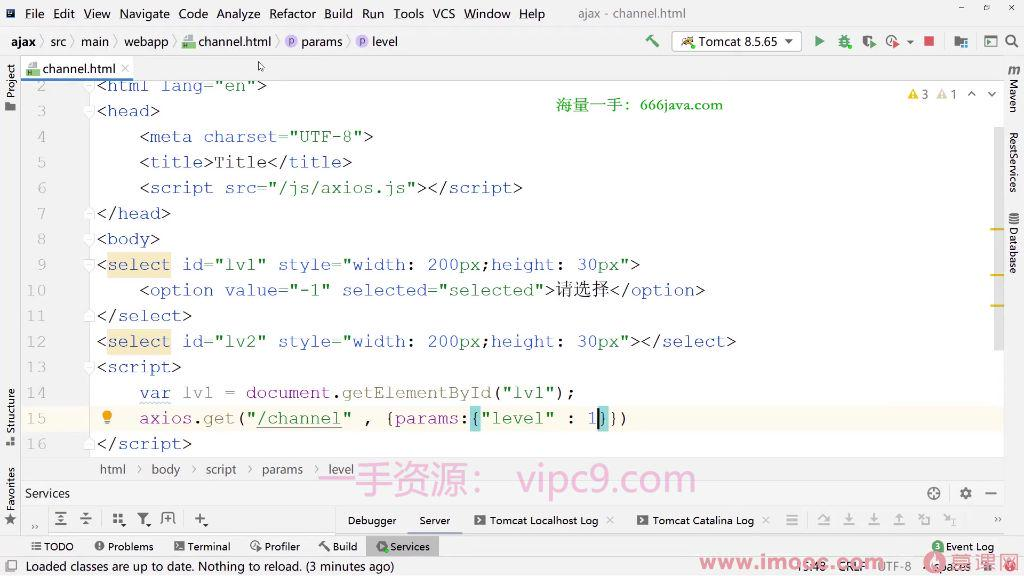 File Edit View Navigate Code Analyze Refactor Build Run Tools VCS Window Help ajax - channel.html
ajax src main webapp channel.html params level Tomcat 8.5.65
channel.html
海量一手：666java.com
3 1
2 <html lang="en">
3 <head>
4 <meta charset="UTF-8">
5 <title>Title</title>
6 <script src="/js/axios.js"></script>
7 </head>
8 <body>
9 <select id="lv1" style="width: 200px;height: 30px">
10 <option value="-1" selected="selected">请选择</option>
11 </select>
12 <select id="lv2" style="width: 200px;height: 30px"></select>
13 <script>
14 var lv1 = document.getElementById("lv1");
15 axios.get("/channel" , {params:{"level" : 1}})
16 </script>
html body script params level
一手资源： vipc9.com
Project
Structure
Favorites
Maven
RestServices
Database
Services
Debugger Server Tomcat Localhost Log Tomcat Catalina Log
TODO Problems Terminal Profiler Build Services 3 Event Log
Loaded classes are up to date. Nothing to reload. (3 minutes ago) 15:48 CRLF UTF-8 4 spaces
www.imooc.com 慕课网